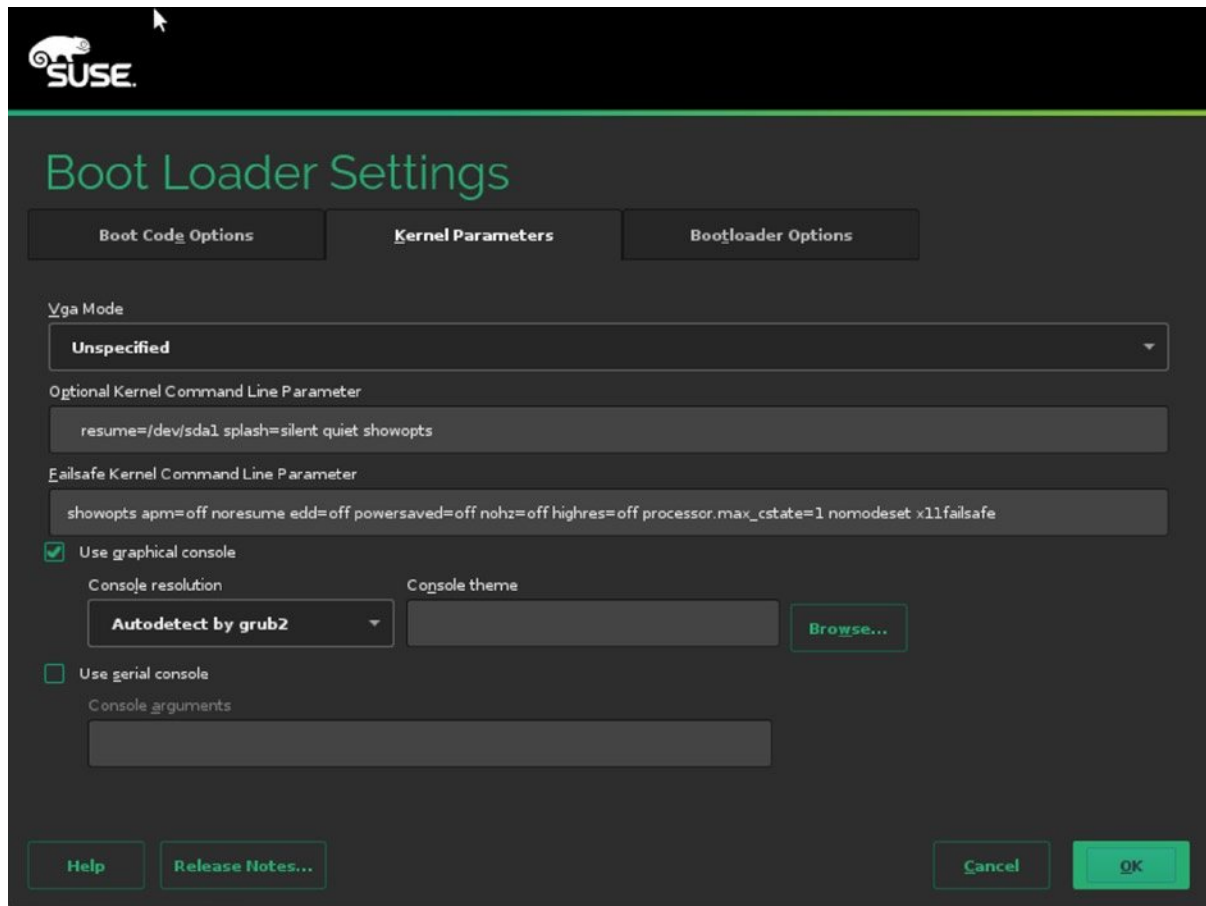 SUSE.
Boot Loader Settings
Boot Code Options Kernel Parameters Bootloader Options
Vga Mode
Unspecified
Optional Kernel Command Line Parameter
resume=/dev/sda1 splash=silent quiet showopts
Failsafe Kernel Command Line Parameter
showopts apm=off noresume edd=off powersaved=off nohz=off highres=off processor.max_cstate=1 nomodeset x11failsafe
Use graphical console
Console resolution Console theme
Autodetect by grub2 Browse...
Use serial console
Console arguments
Help Release Notes... Cancel OK